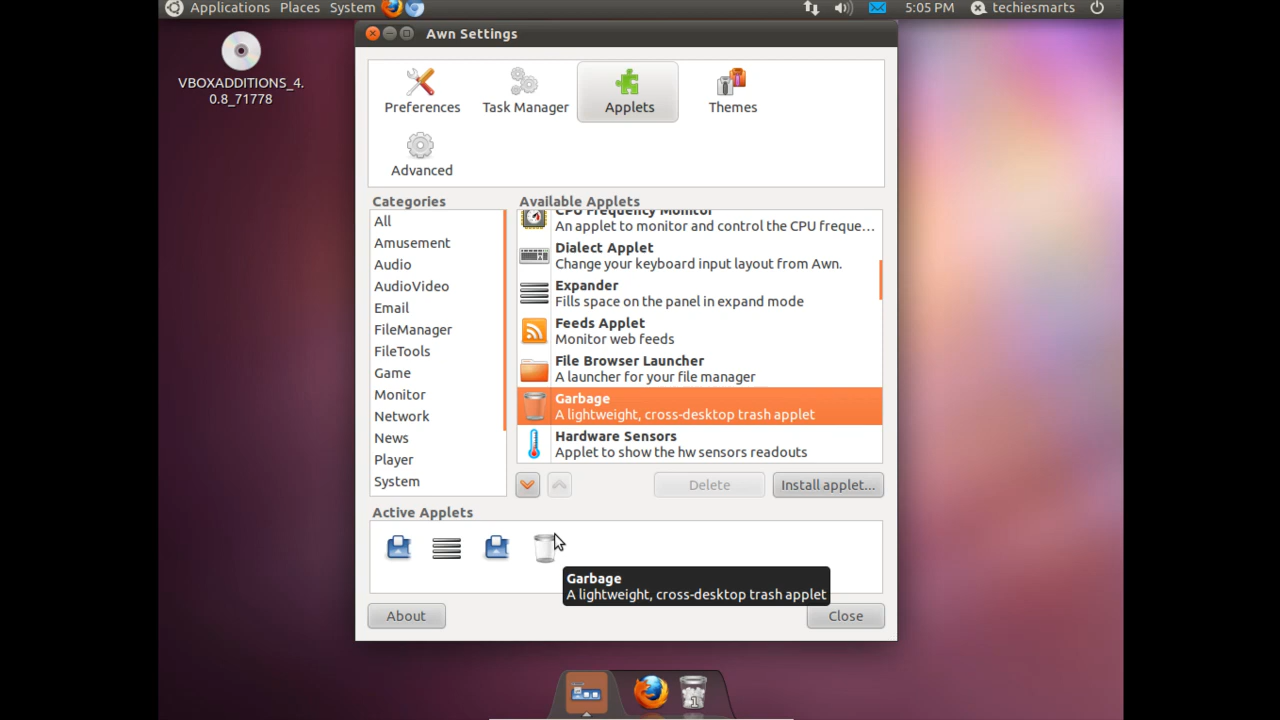 Applications Places System 5:05 PM techiesmarts
VBOXADDITIONS_4.
0.8_71778
Awn Settings
Preferences Task Manager Applets Themes
Advanced
Categories
All
Amusement
Audio
AudioVideo
Email
FileManager
FileTools
Game
Monitor
Network
News
Player
System
Available Applets
CPU Frequency Monitor
An applet to monitor and control the CPU freque...
Dialect Applet
Change your keyboard input layout from Awn.
Expander
Fills space on the panel in expand mode
Feeds Applet
Monitor web feeds
File Browser Launcher
A launcher for your file manager
Garbage
A lightweight, cross-desktop trash applet
Hardware Sensors
Applet to show the hw sensors readouts
Delete Install applet...
Active Applets
Garbage
A lightweight, cross-desktop trash applet
About Close
1